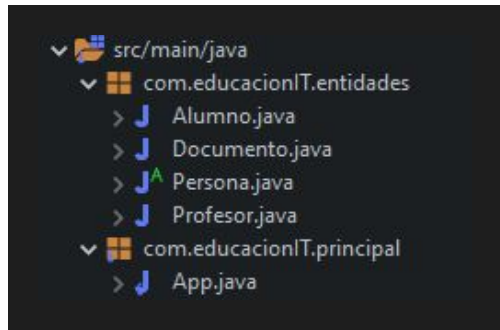 src/main/java
com.educacionIT.entidades
Alumno.java
Documento.java
Persona.java
Profesor.java
com.educacionIT.principal
App.java